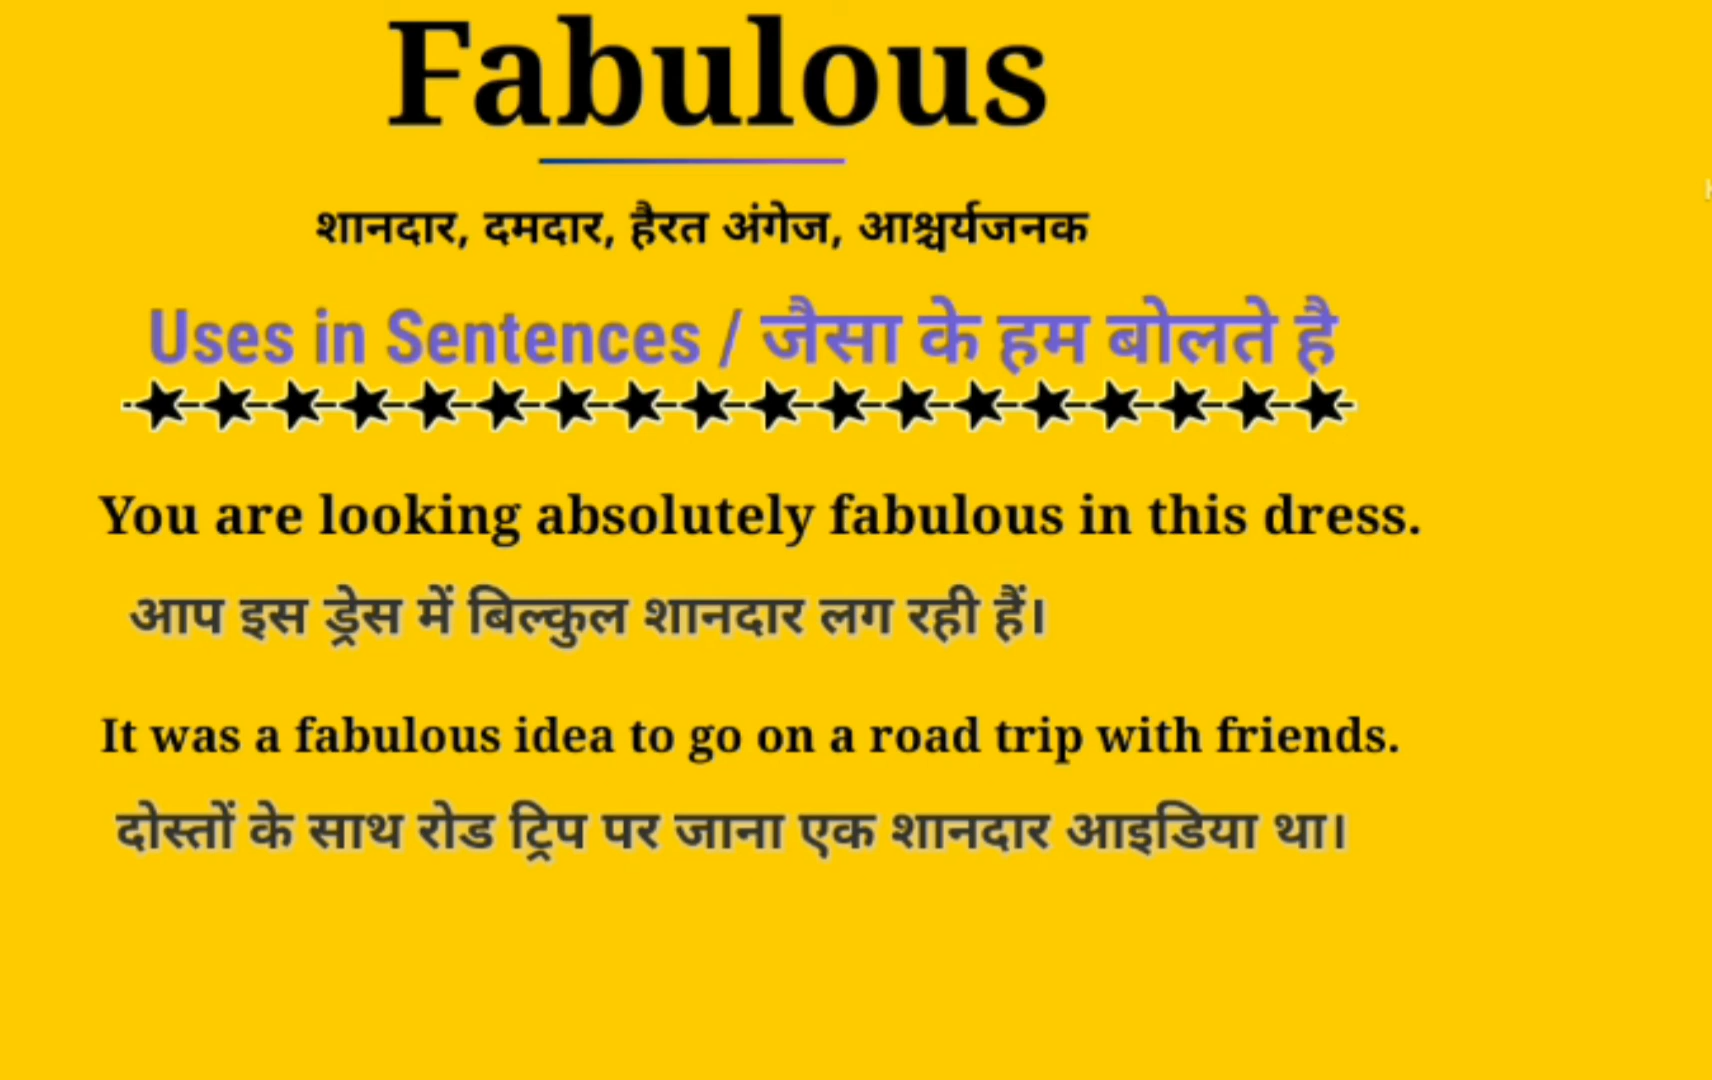 Fabulous
शानदार, दमदार, हैरत अंगेज, आश्चर्यजनक
Uses in Sentences / जैसा के हम बोलते है
You are looking absolutely fabulous in this dress.
आप इस ड्रेस में बिल्कुल शानदार लग रही हैं।
It was a fabulous idea to go on a road trip with friends.
दोस्तों के साथ रोड ट्रिप पर जाना एक शानदार आइडिया था।